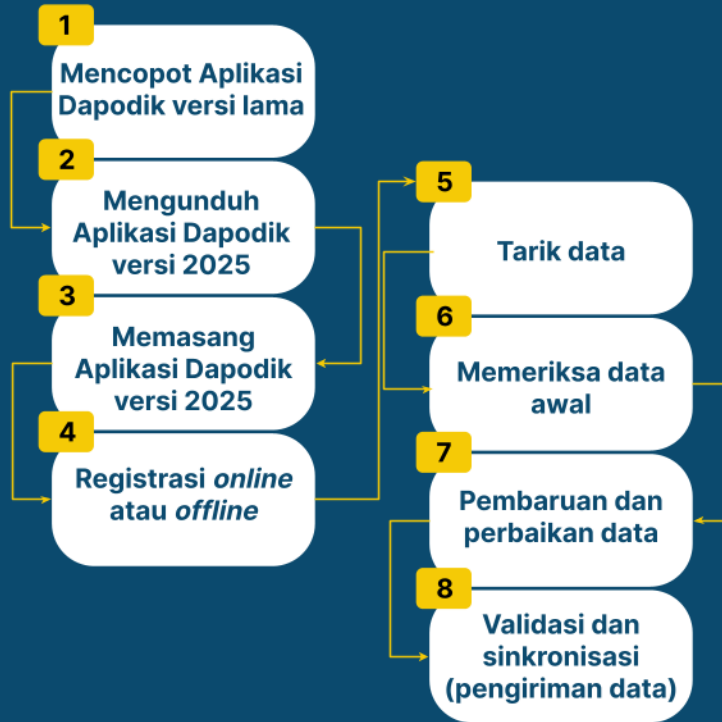 1
Mencopot Aplikasi
Dapodik versi lama
2
Mengunduh
Aplikasi Dapodik
versi 2025
3
Memasang
Aplikasi Dapodik
versi 2025
4
Registrasi online
atau offline
5
Tarik data
6
Memeriksa data
awal
7
Pembaruan dan
perbaikan data
8
Validasi dan
sinkronisasi
(pengiriman data)